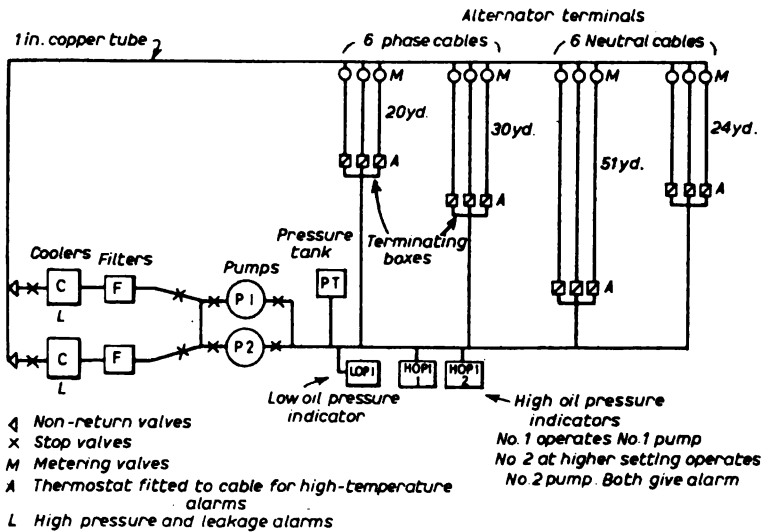 Alternator terminals
1 in. copper tube
6 phase cables
6 Neutral cables
M
M
M
M
20yd.
30yd.
51yd.
24yd.
A
A
A
A
Terminating
boxes
Pressure
tank
PT
Coolers
Filters
Pumps
C
F
P 1
L
C
F
P 2
L
LOP I
HOPI
1
HOPI
2
Low oil pressure
indicator
High oil pressure
indicators
No. 1 operates No. 1 pump
No 2 at higher setting operates
No. 2 pump. Both give alarm
Non-return valves
X Stop valves
M Metering valves
A Thermostat fitted to cable for high-temperature
alarms
L High pressure and leakage alarms